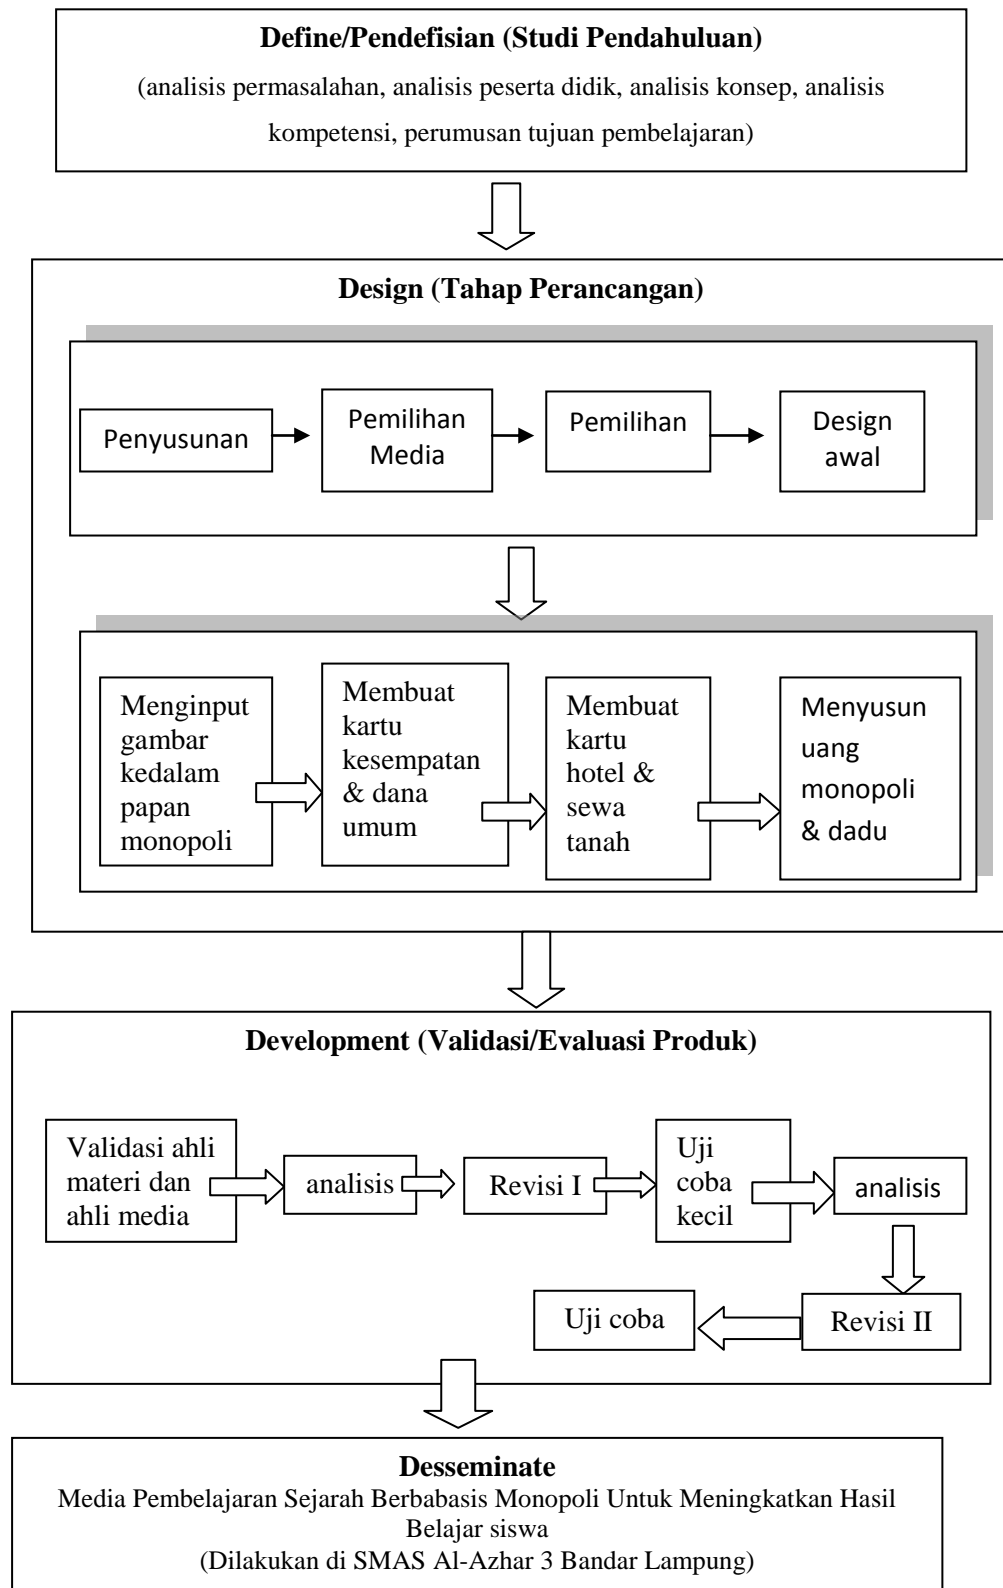 Define/Pendefisian (Studi Pendahuluan)
(analisis permasalahan, analisis peserta didik, analisis konsep, analisis
kompetensi, perumusan tujuan pembelajaran)
Design (Tahap Perancangan)
Penyusunan
Pemilihan
Media
Pemilihan
Design
awal
Menginput
gambar
kedalam
papan
monopoli
Membuat
kartu
kesempatan
& dana
umum
Membuat
kartu
hotel &
sewa
tanah
Menyusun
uang
monopoli
& dadu
Development (Validasi/Evaluasi Produk)
Validasi ahli
materi dan
ahli media
analisis
Revisi I
Uji
coba
kecil
analisis
Revisi II
Uji coba
Desseminate
Media Pembelajaran Sejarah Berbabasis Monopoli Untuk Meningkatkan Hasil
Belajar siswa
(Dilakukan di SMAS Al-Azhar 3 Bandar Lampung)